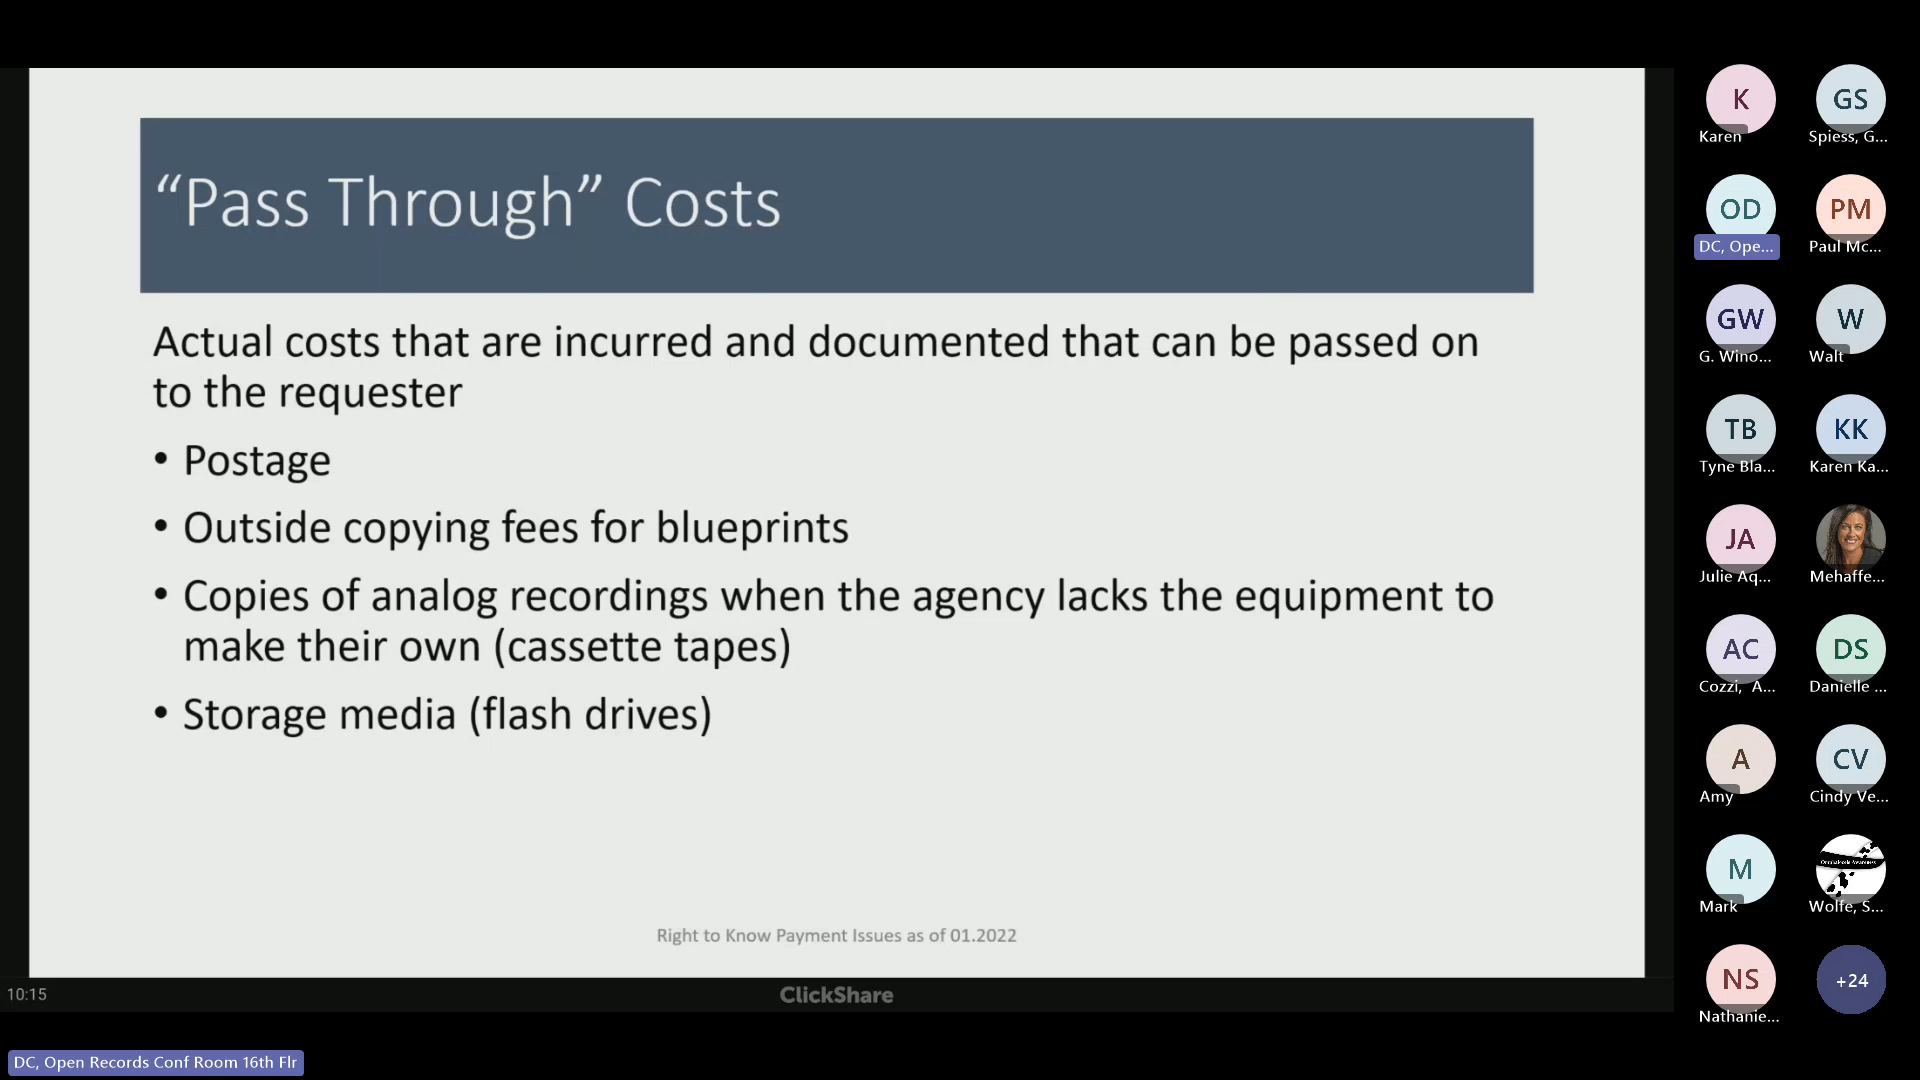 “Pass Through” Costs
Actual costs that are incurred and documented that can be passed on
to the requester
• Postage
• Outside copying fees for blueprints
• Copies of analog recordings when the agency lacks the equipment to
make their own (cassette tapes)
• Storage media (flash drives)
Right to Know Payment Issues as of 01.2022
10:15
ClickShare
DC, Open Records Conf Room 16th Flr
K
Karen
GS
Spiess, G...
OD
DC, Ope...
PM
Paul Mc...
GW
G. Wino...
W
Walt
TB
Tyne Bla...
KK
Karen Ka...
JA
Julie Aq...
Mehaffe...
AC
Cozzi, A...
DS
Danielle ...
A
Amy
CV
Cindy Ve...
M
Mark
Wolfe, S...
NS
Nathanie...
+24